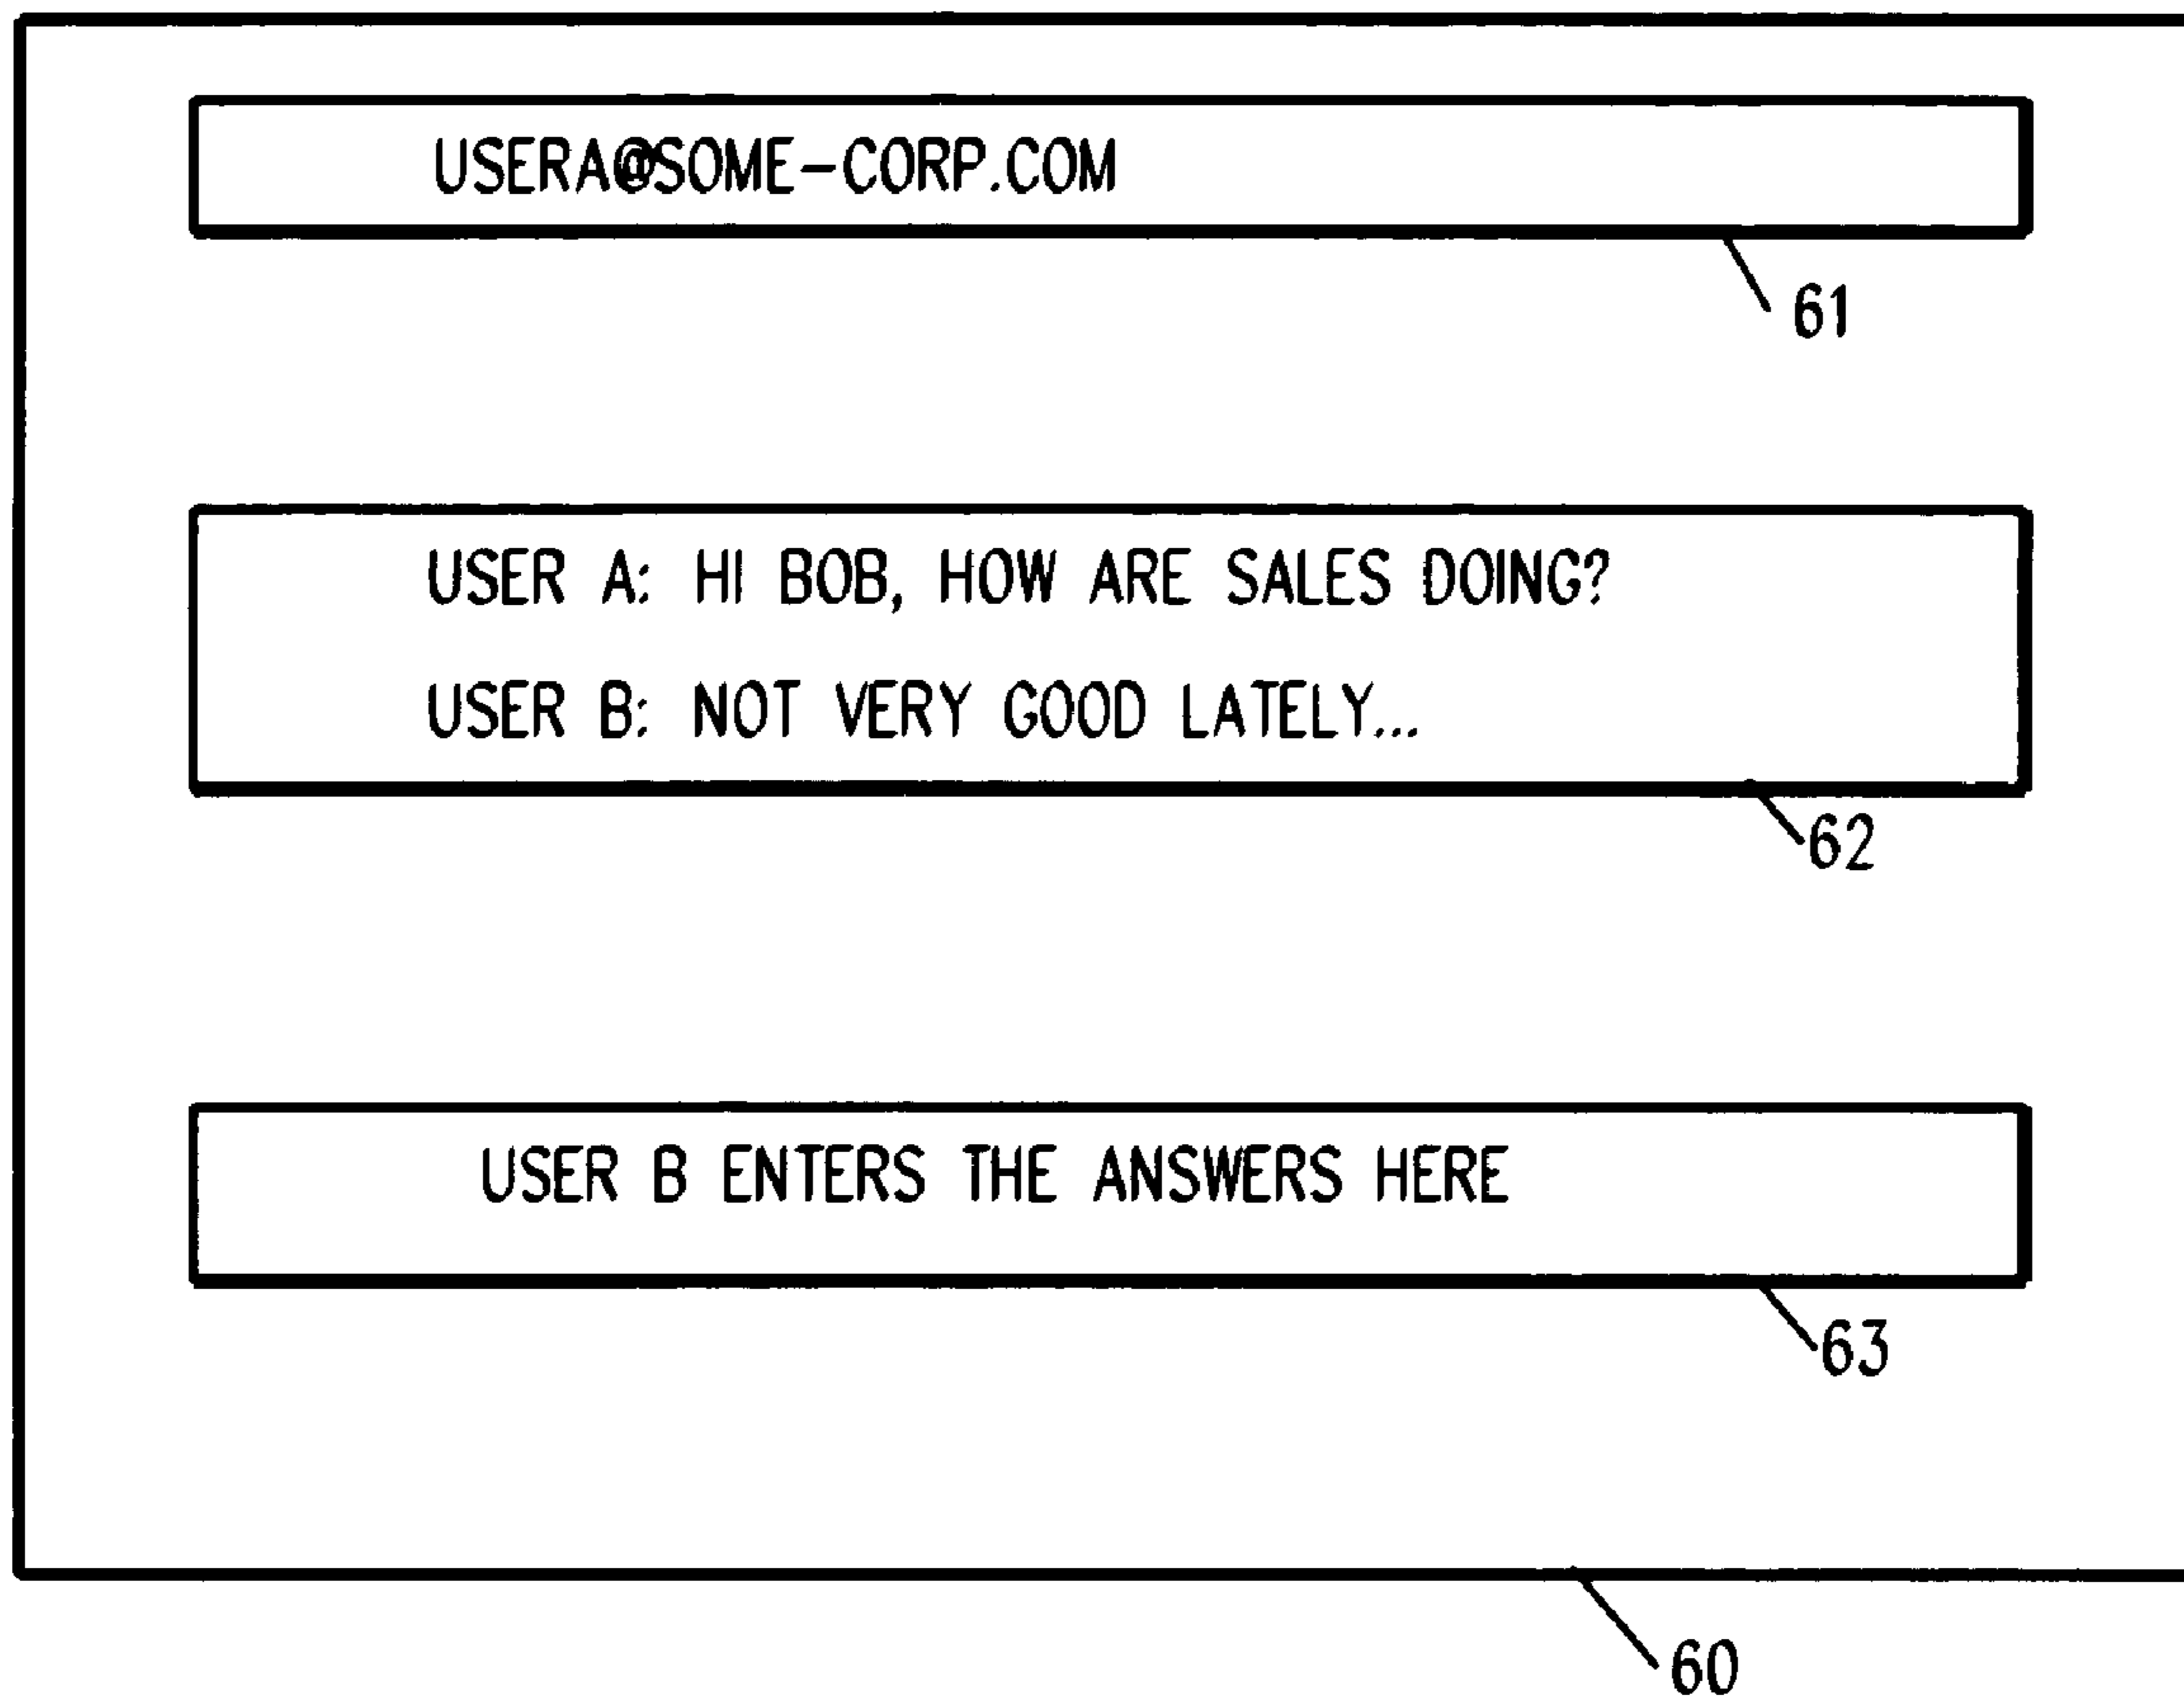 USERA@SOME-CORP.COM
61
USER A: HI BOB, HOW ARE SALES DOING?
USER B: NOT VERY GOOD LATELY...
62
USER B ENTERS THE ANSWERS HERE
63
60